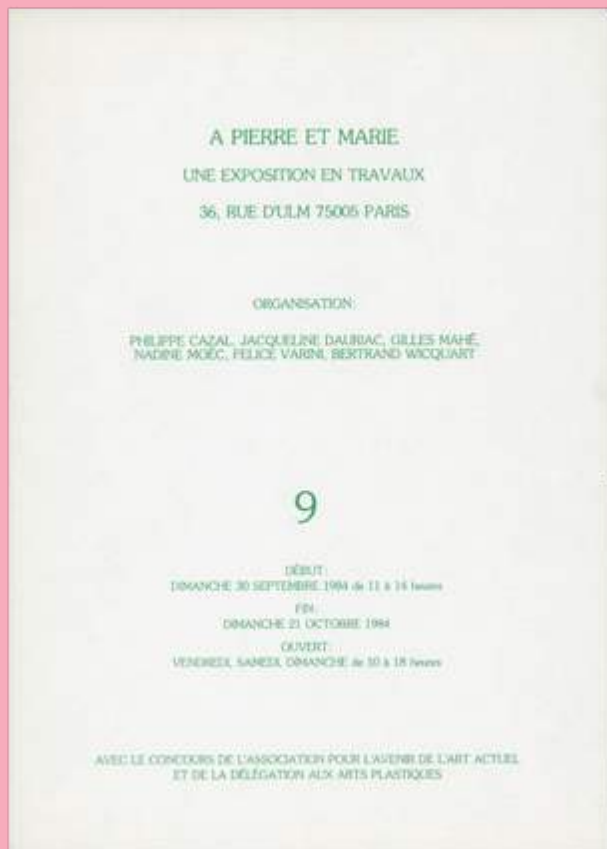 A PIERRE ET MARIE
UNE EXPOSITION EN TRAVAUX
36, RUE D'ULM 75005 PARIS
ORGANISATION:
PHILIPPE CAZAL, JACQUELINE DAURIAC, GILLES MAHÉ,
NADINE MOËC, FELICE VARINI, BERTRAND WICQUART
9
DÉBUT:
DIMANCHE 30 SEPTEMBRE 1984 de 11 à 14 heures
FIN:
DIMANCHE 21 OCTOBRE 1984
OUVERT:
VENDREDI, SAMEDI, DIMANCHE de 10 à 18 heures
AVEC LE CONCOURS DE L'ASSOCIATION POUR L'AVENIR DE L'ART ACTUEL
ET DE LA DÉLÉGATION AUX ARTS PLASTIQUES